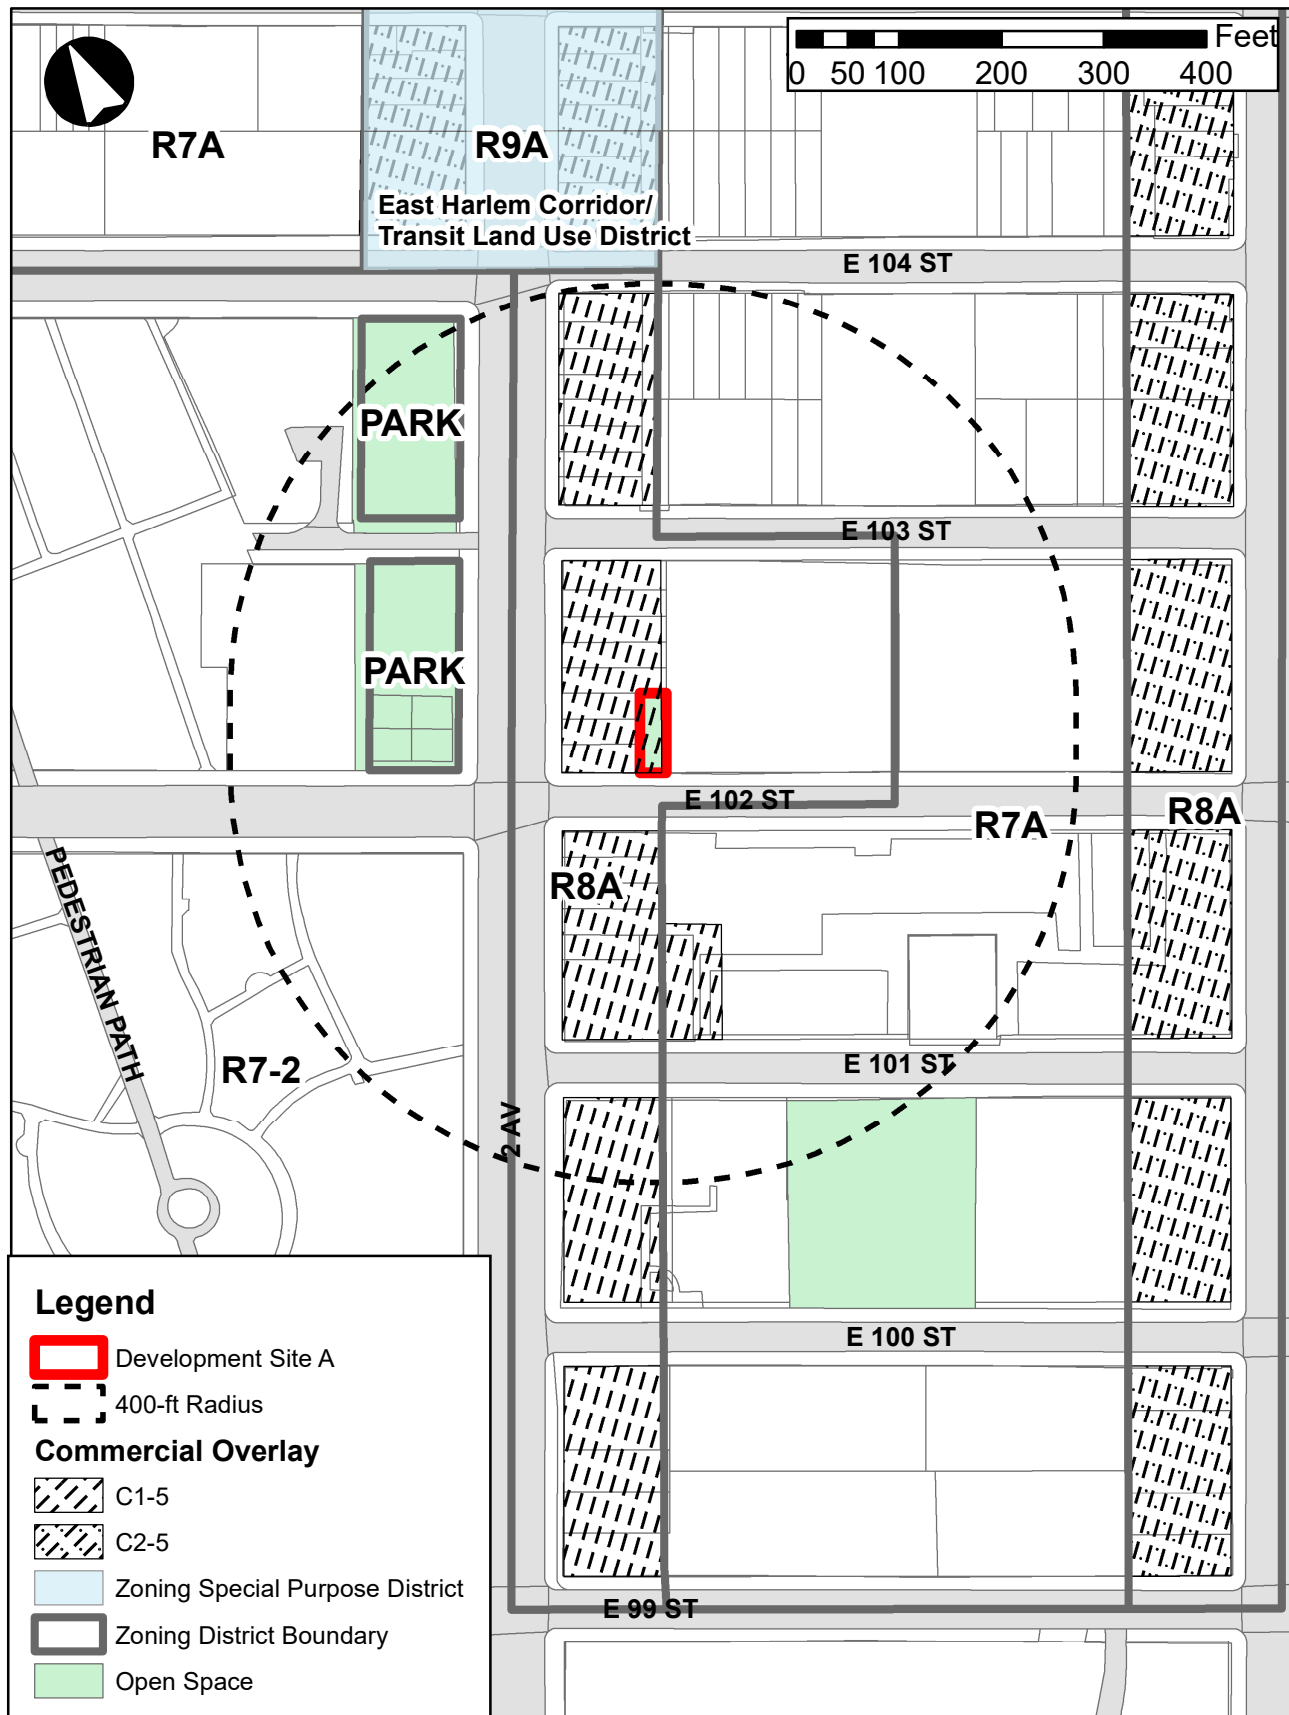 Feet
0 50 100 200 300 400
R7A
R9A
East Harlem Corridor/
Transit Land Use District
E 104 ST
PARK
E 103 ST
PARK
E 102 ST
R7A
R8A
R8A
PEDESTRIAN PATH
R7-2
E 101 ST
2 AV
E 100 ST
E 99 ST
Legend
Development Site A
400-ft Radius
Commercial Overlay
C1-5
C2-5
Zoning Special Purpose District
Zoning District Boundary
Open Space